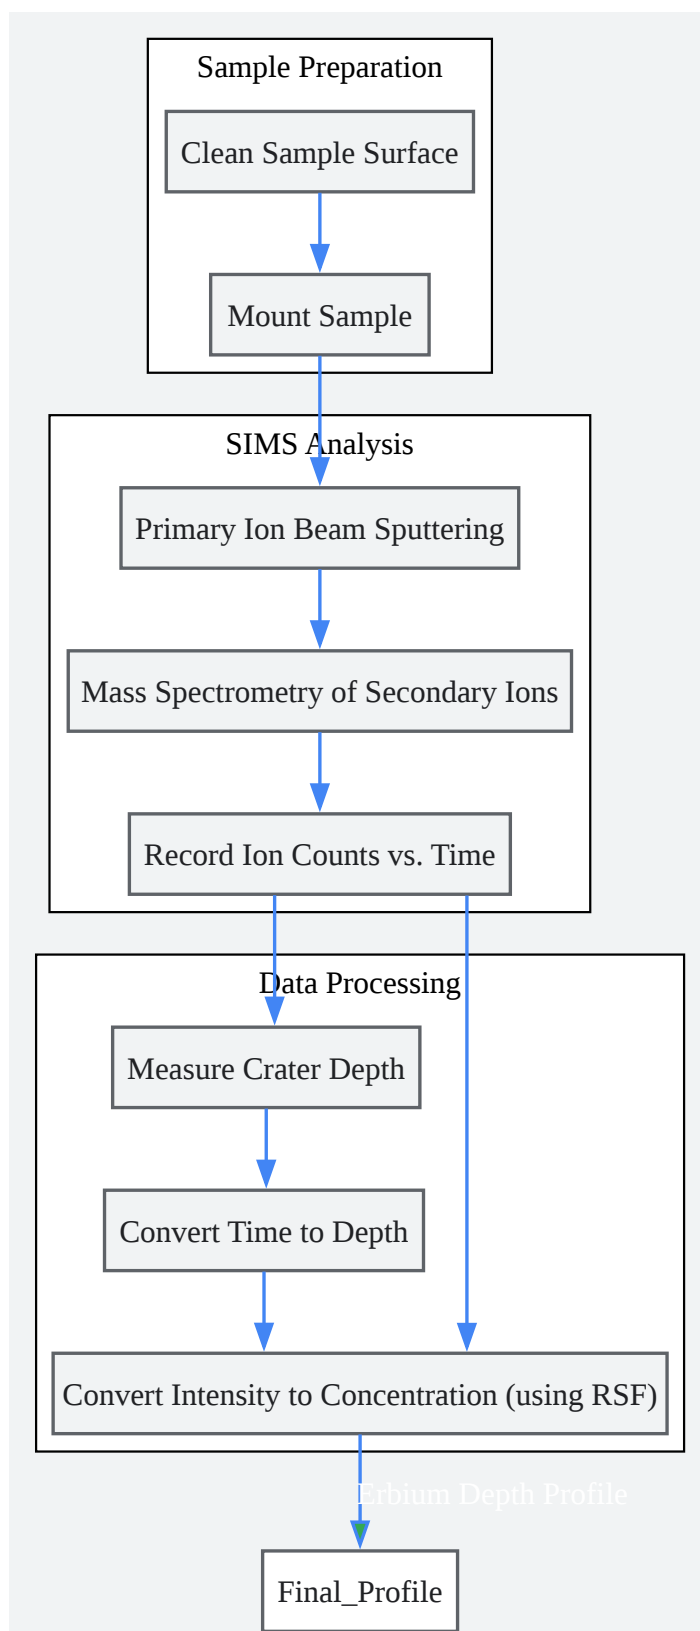 Sample Preparation
Clean Sample Surface
Mount Sample
SIMS Analysis
Primary Ion Beam Sputtering
Mass Spectrometry of Secondary Ions
Record Ion Counts vs. Time
Data Processing
Measure Crater Depth
Convert Time to Depth
Convert Intensity to Concentration (using RSF)
Erbium Depth Profile
Final_Profile